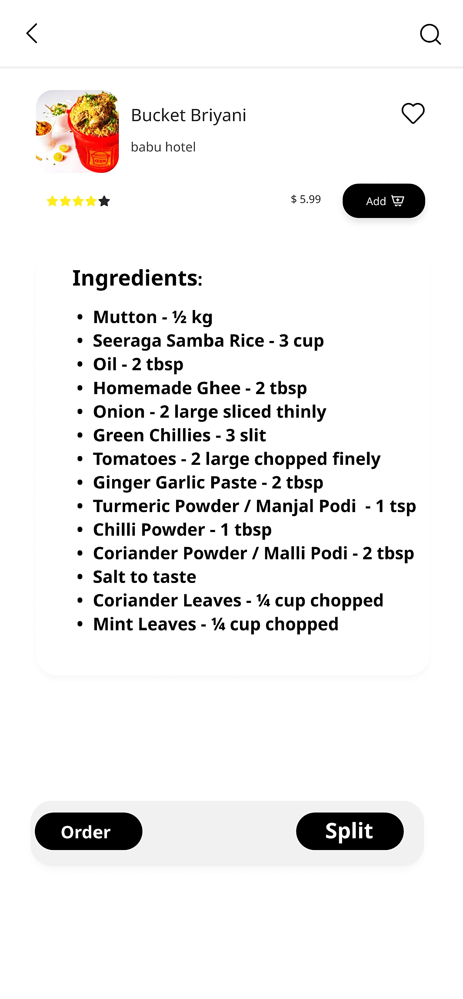 Bucket Briyani
babu hotel
$ 5.99
Add
Ingredients:
• Mutton - ½ kg
• Seeraga Samba Rice - 3 cup
• Oil - 2 tbsp
• Homemade Ghee - 2 tbsp
• Onion - 2 large sliced thinly
• Green Chillies - 3 slit
• Tomatoes - 2 large chopped finely
• Ginger Garlic Paste - 2 tbsp
• Turmeric Powder / Manjal Podi  - 1 tsp
• Chilli Powder - 1 tbsp
• Coriander Powder / Malli Podi - 2 tbsp
• Salt to taste
• Coriander Leaves - ¼ cup chopped
• Mint Leaves - ¼ cup chopped
Order
Split